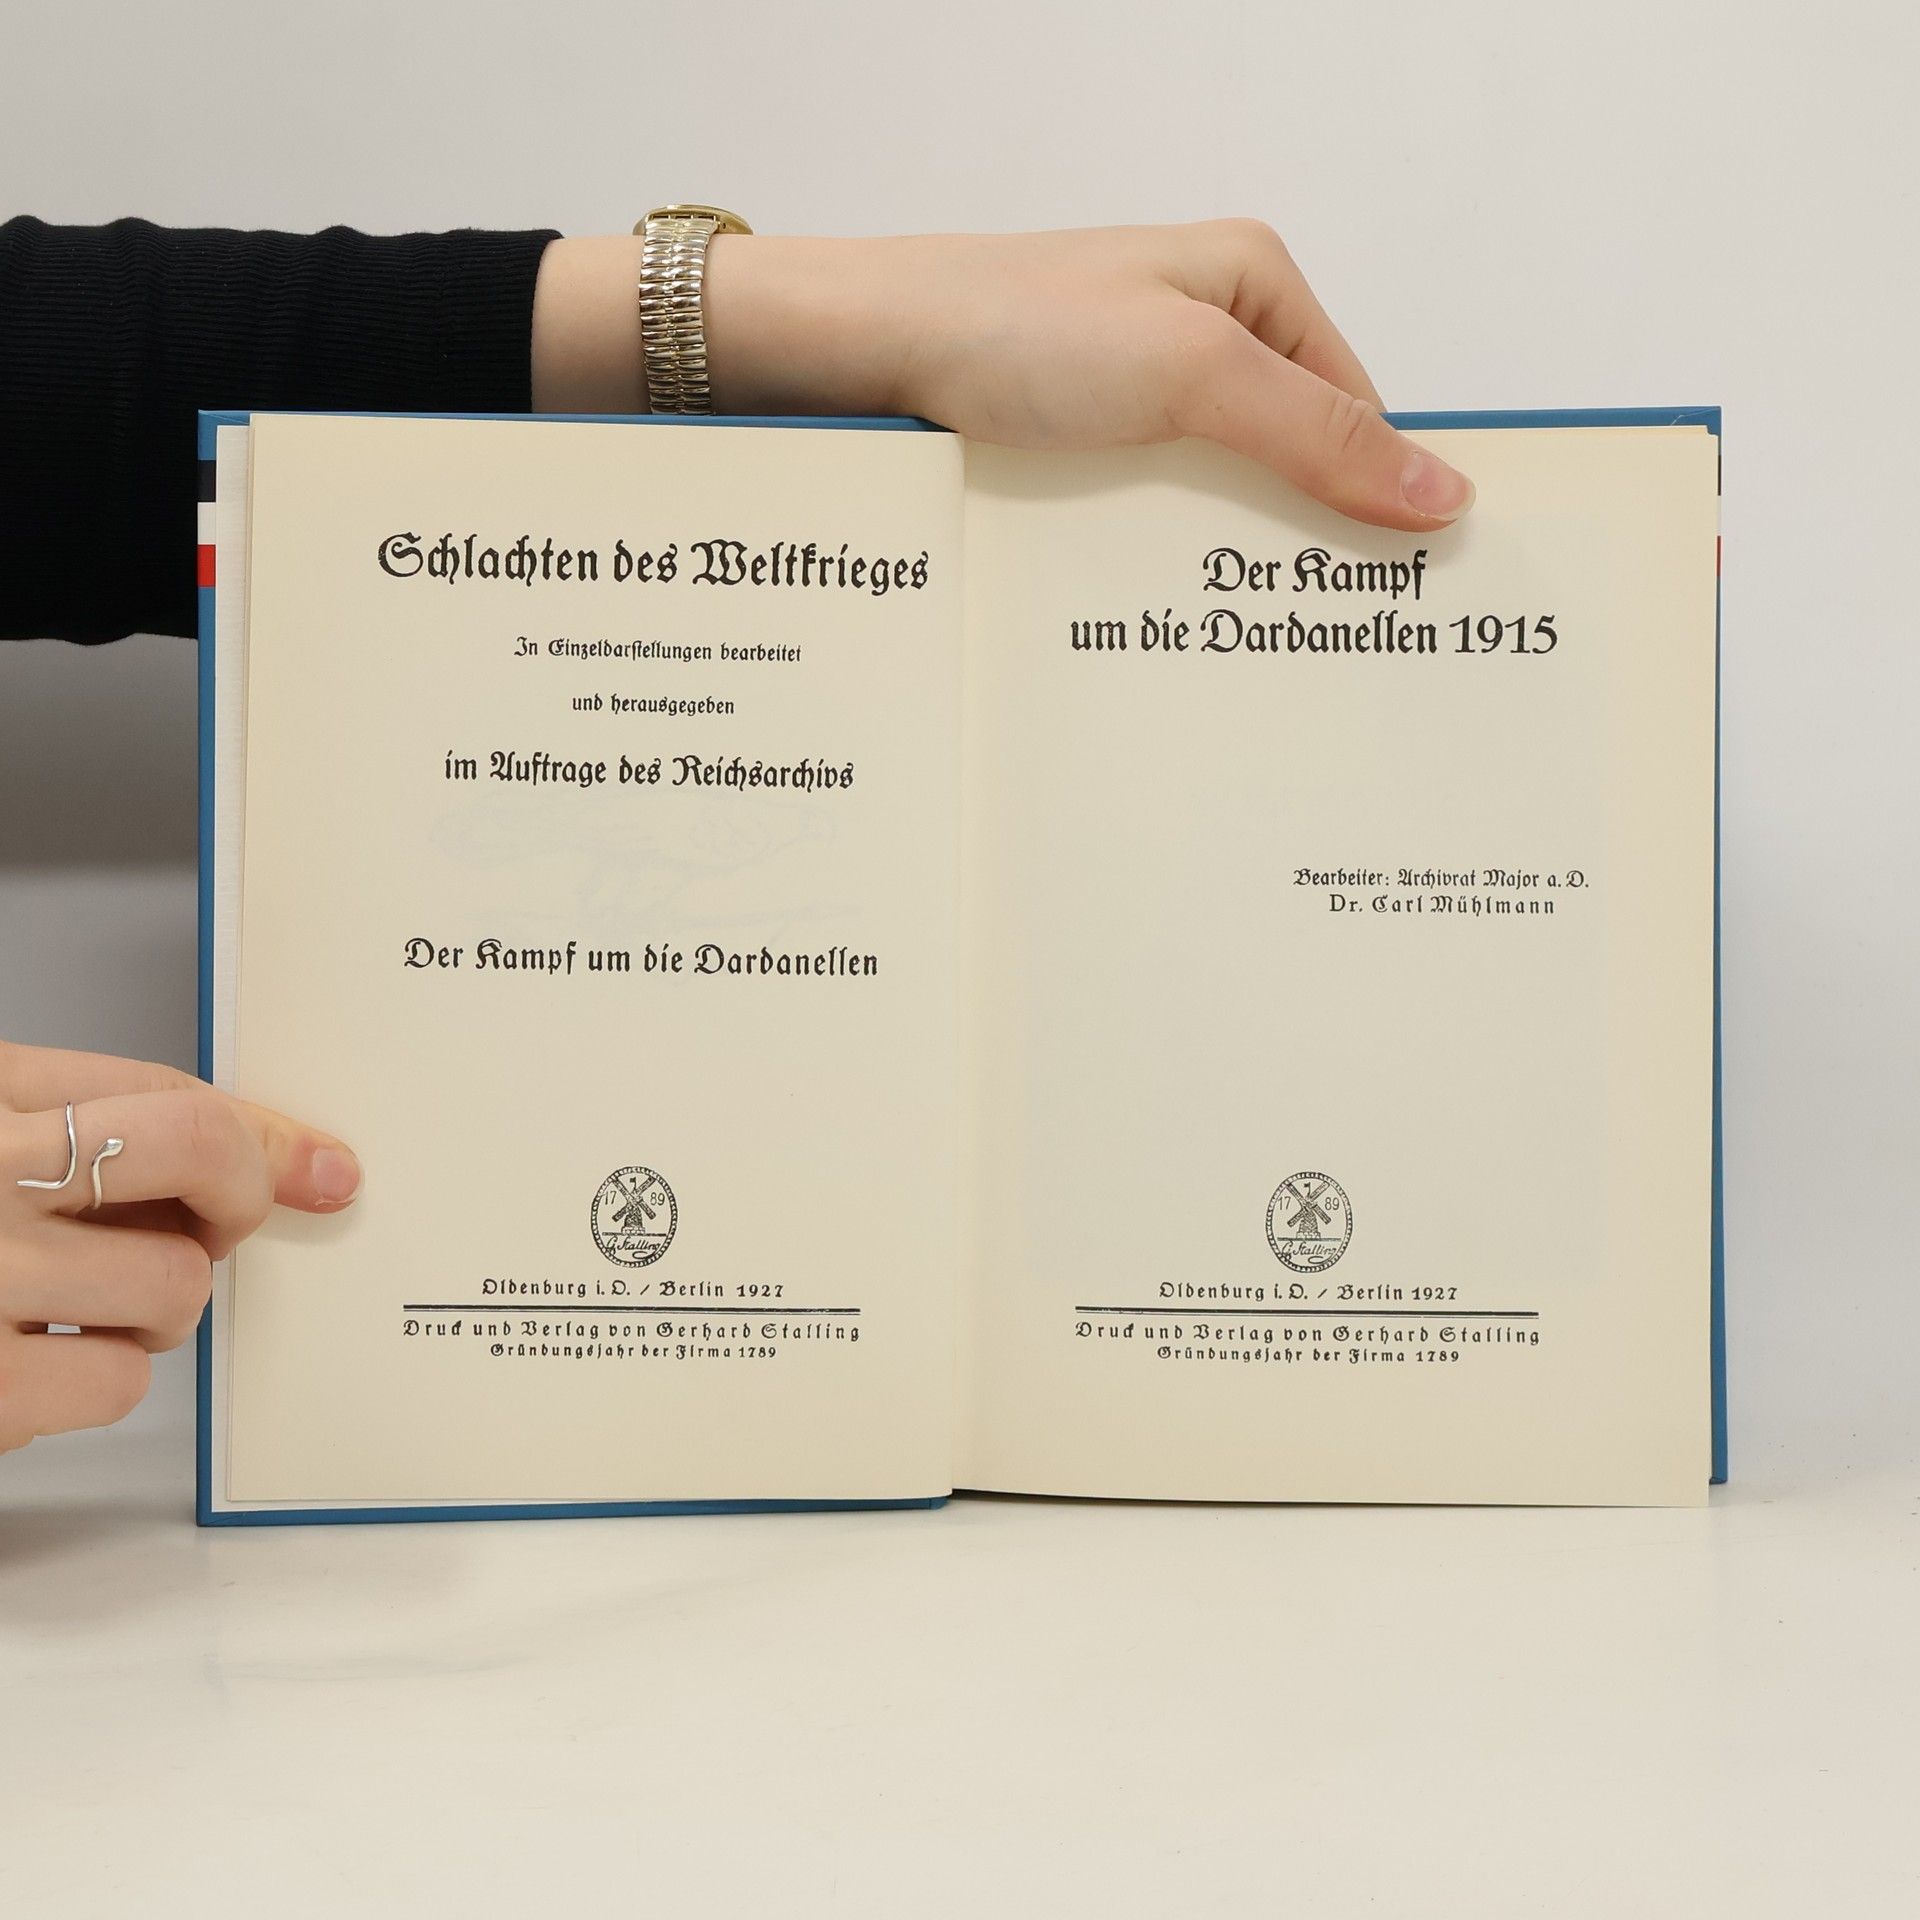 Schlachten des Weltkrieges
In Einzeldarstellungen bearbeitet
und herausgegeben
im Auftrage des Reichsarchivs
Der Kampf um die Dardanellen
17 89
G. Stalling
Oldenburg i. O. / Berlin 1927
Druck und Verlag von Gerhard Stalling
Gründungsjahr der Firma 1789
Der Kampf
um die Dardanellen 1915
Bearbeiter: Archivrat Major a. D.
Dr. Carl Mühlmann
17 89
G. Stalling
Oldenburg i. O. / Berlin 1927
Druck und Verlag von Gerhard Stalling
Gründungsjahr der Firma 1789